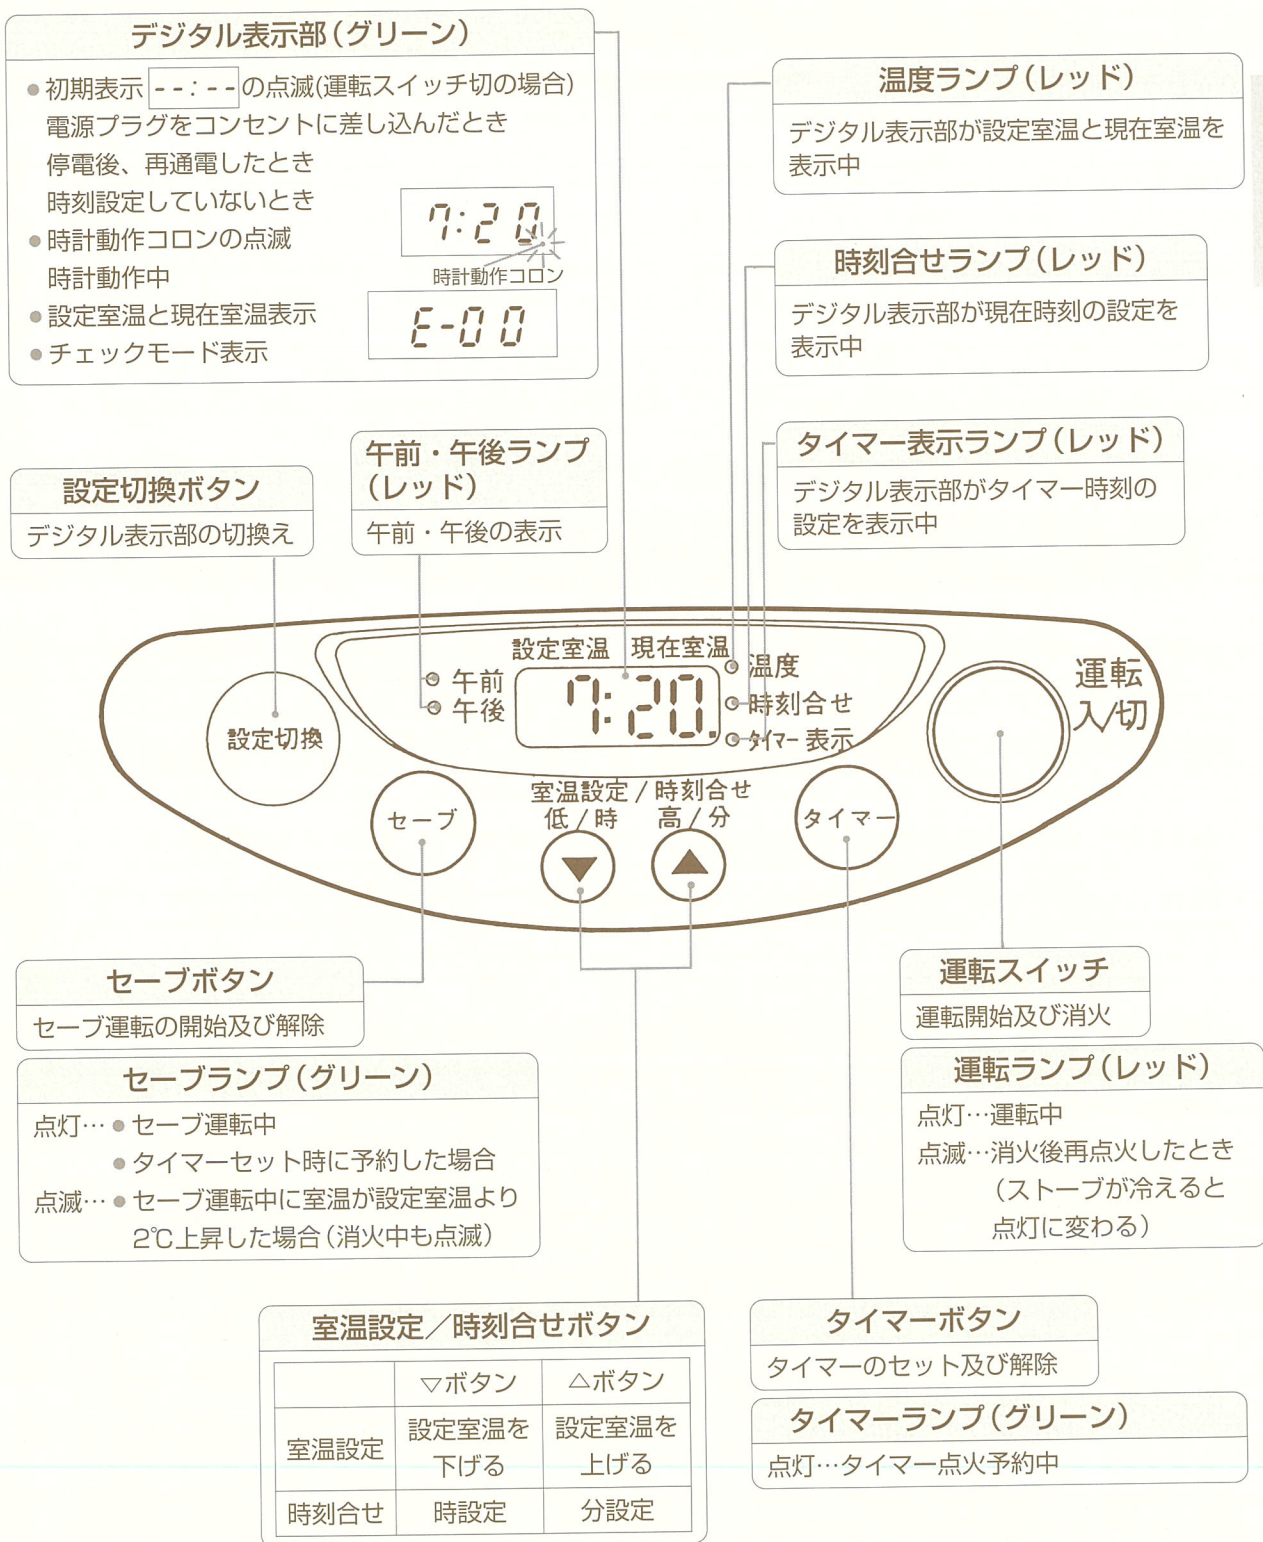 デジタル表示部(グリーン)
●初期表示 --:-- の点滅(運転スイッチ切の場合)
電源プラグをコンセントに差し込んだとき
停電後、再通電したとき
時刻設定していないとき
7:20
●時計動作コロンの点滅
時計動作中
時計動作コロン
●設定室温と現在室温表示
E-00
●チェックモード表示
温度ランプ(レッド)
デジタル表示部が設定室温と現在室温を
表示中
時刻合せランプ(レッド)
デジタル表示部が現在時刻の設定を
表示中
タイマー表示ランプ(レッド)
デジタル表示部がタイマー時刻の
設定を表示中
午前・午後ランプ
(レッド)
午前・午後の表示
設定切換ボタン
デジタル表示部の切換え
設定室温 現在室温
午前
午後
7:20.
温度
時刻合せ
タイマー表示
運転
入/切
設定切換
セーブ
室温設定/時刻合せ
低/時 高/分
▼ ▲
タイマー
セーブボタン
セーブ運転の開始及び解除
セーブランプ(グリーン)
点灯…●セーブ運転中
●タイマーセット時に予約した場合
点滅…●セーブ運転中に室温が設定室温より
2℃上昇した場合(消火中も点滅)
運転スイッチ
運転開始及び消火
運転ランプ(レッド)
点灯…運転中
点滅…消火後再点火したとき
(ストーブが冷えると
点灯に変わる)
室温設定/時刻合せボタン
▽ボタン △ボタン
室温設定 設定室温を下げる 設定室温を上げる
時刻合せ 時設定 分設定
タイマーボタン
タイマーのセット及び解除
タイマーランプ(グリーン)
点灯…タイマー点火予約中